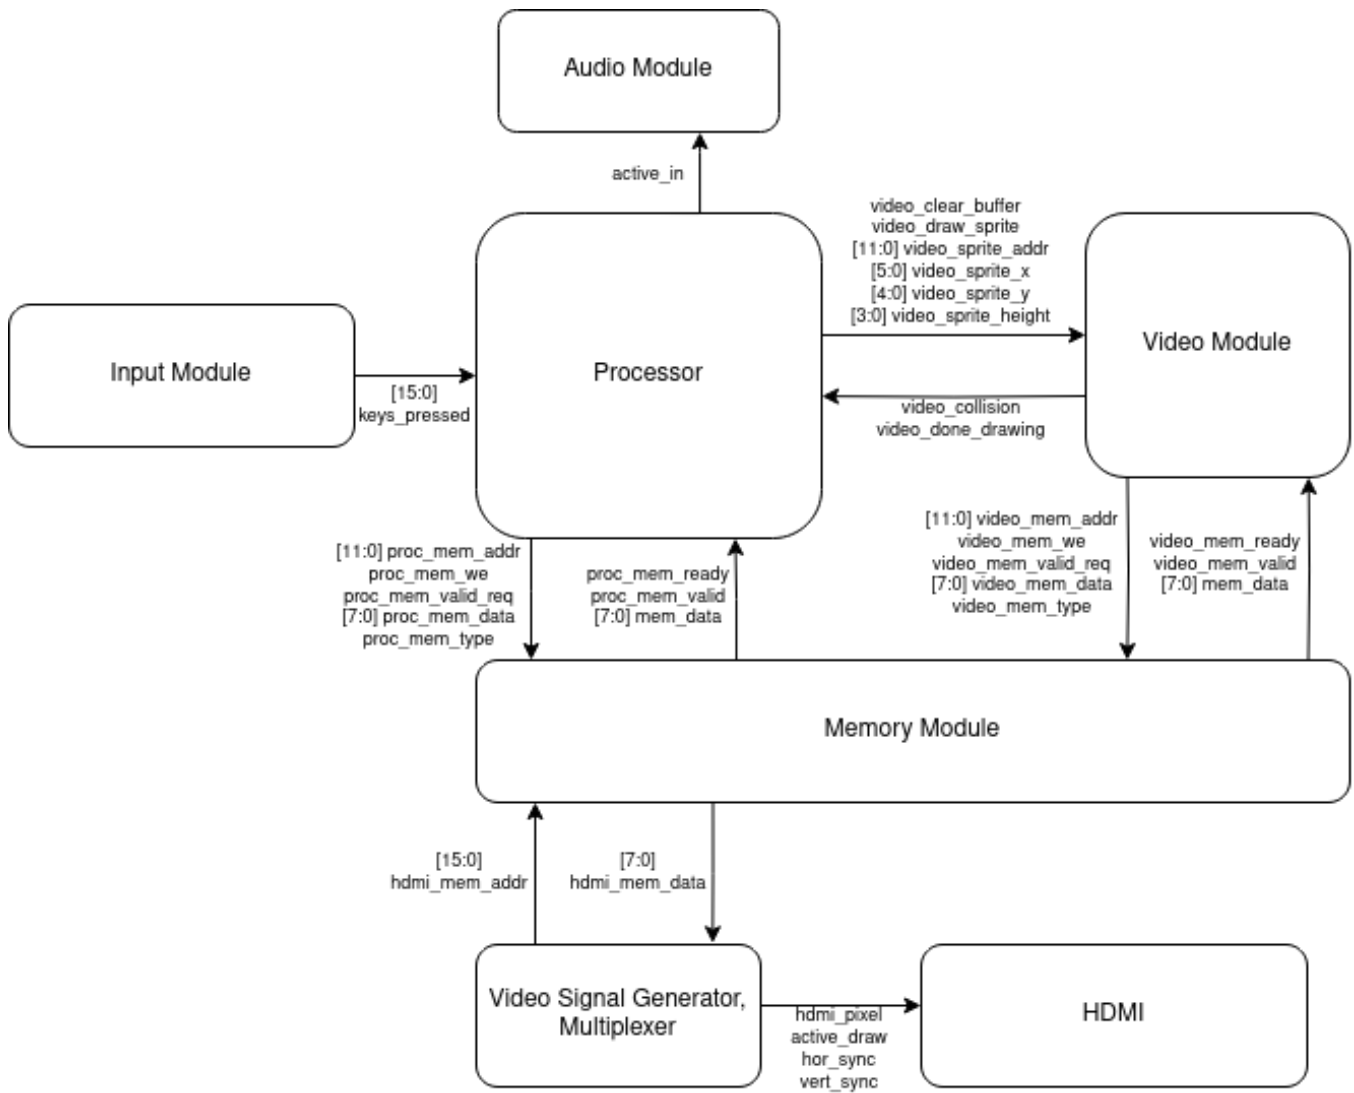 Audio Module
active_in
video_clear_buffer
video_draw_sprite
[11:0] video_sprite_addr
[5:0] video_sprite_x
[4:0] video_sprite_y
[3:0] video_sprite_height
Input Module
[15:0]
keys_pressed
Processor
Video Module
video_collision
video_done_drawing
[11:0] proc_mem_addr
proc_mem_we
proc_mem_valid_req
[7:0] proc_mem_data
proc_mem_type
proc_mem_ready
proc_mem_valid
[7:0] mem_data
[11:0] video_mem_addr
video_mem_we
video_mem_valid_req
[7:0] video_mem_data
video_mem_type
video_mem_ready
video_mem_valid
[7:0] mem_data
Memory Module
[15:0]
hdmi_mem_addr
[7:0]
hdmi_mem_data
Video Signal Generator,
Multiplexer
hdmi_pixel
active_draw
hor_sync
vert_sync
HDMI